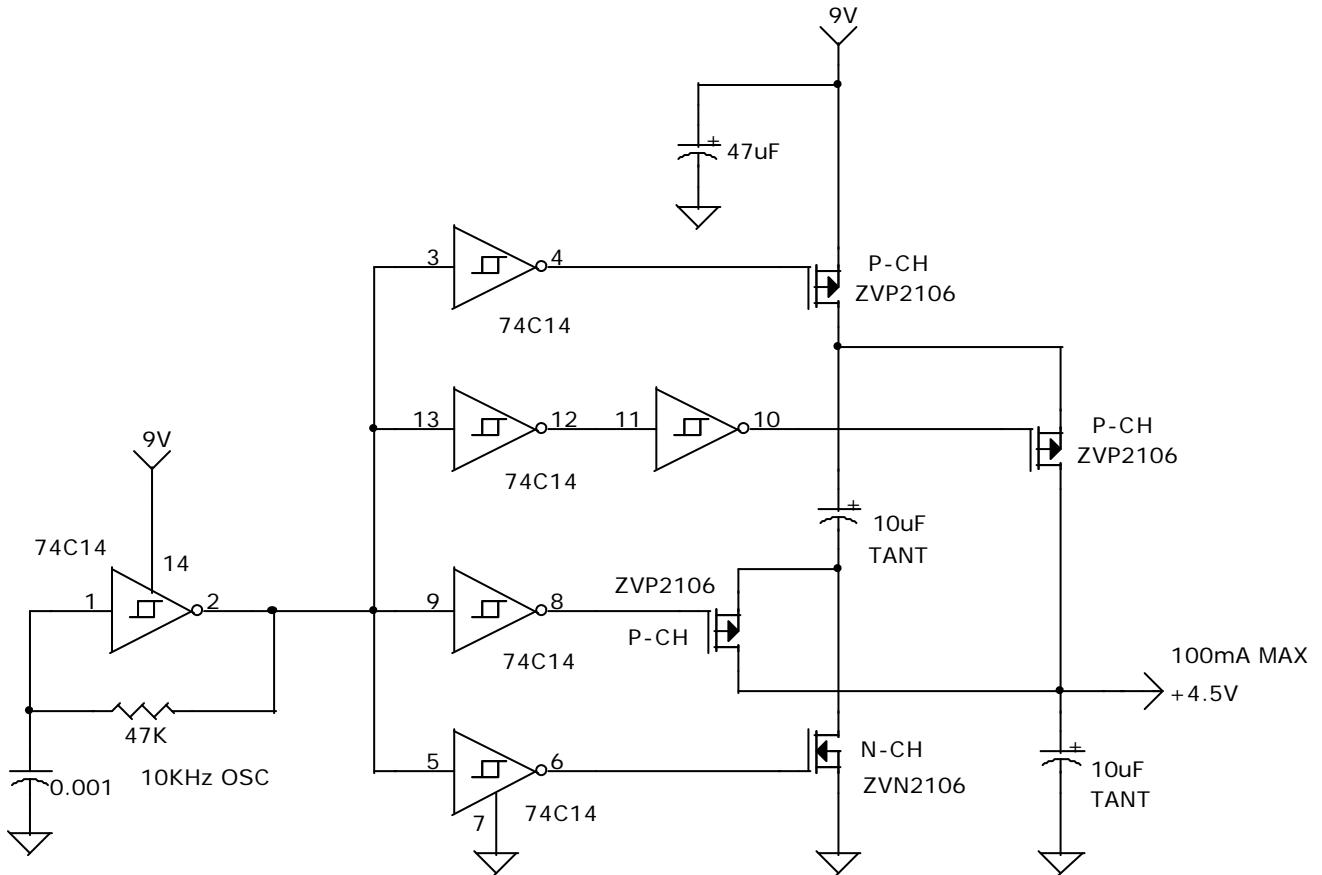 9V
+
47uF
3
4
74C14
P-CH
ZVP2106
13
12
11
10
74C14
P-CH
ZVP2106
9V
74C14
14
1
2
+
10uF
TANT
ZVP2106
P-CH
9
8
74C14
47K
0.001
10KHz OSC
5
6
7
74C14
N-CH
ZVN2106
100mA MAX
+4.5V
+
10uF
TANT